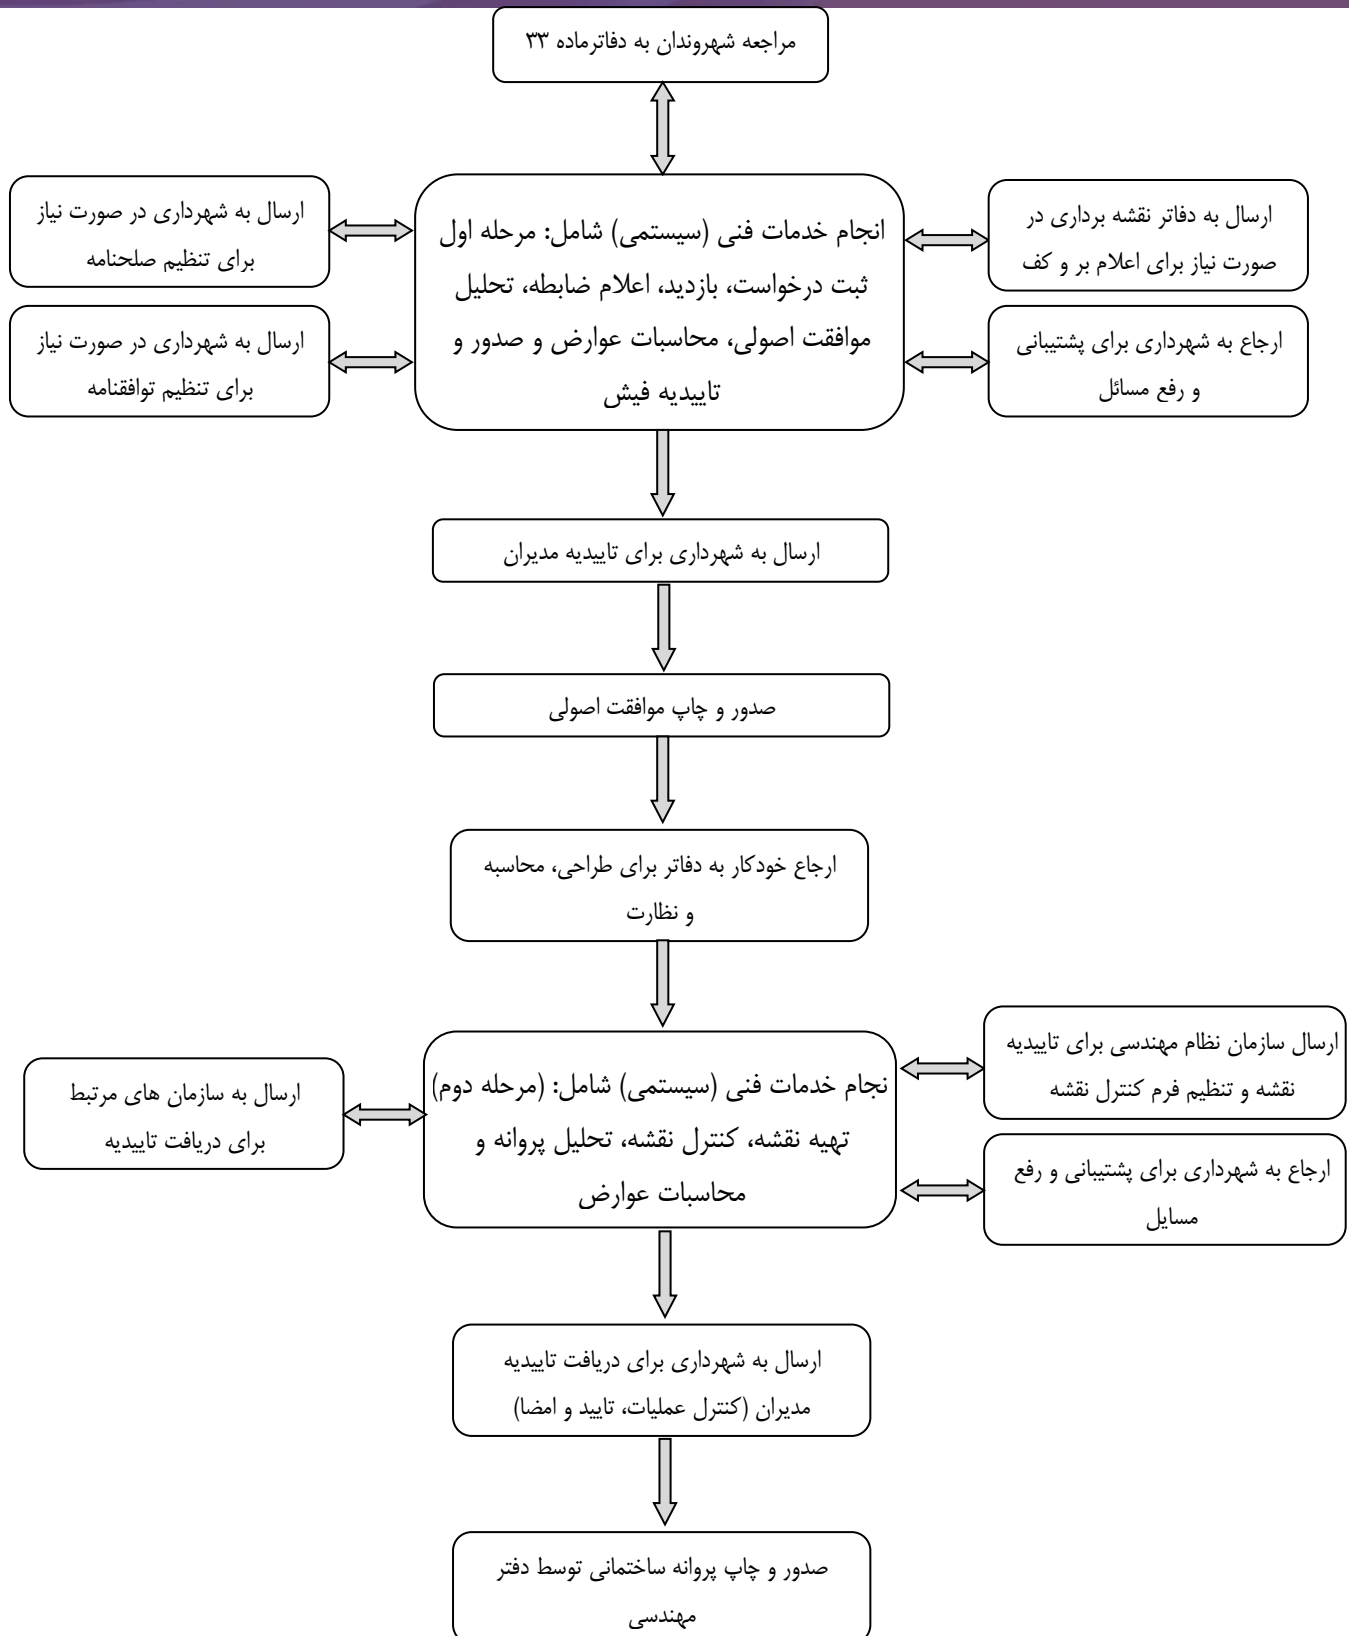 مراجعه شهروندان به دفاترماده ۳۳
ارسال به دفاتر نقشه برداری در
صورت نیاز برای اعلام بر و کف
انجام خدمات فنی (سیستمی) شامل: مرحله اول
ثبت درخواست، بازدید، اعلام ضابطه، تحلیل
موافقت اصولی، محاسبات عوارض و صدور و
تاییدیه فیش
ارسال به شهرداری در صورت نیاز
برای تنظیم صلحنامه
ارجاع به شهرداری برای پشتیبانی
و رفع مسائل
ارسال به شهرداری در صورت نیاز
برای تنظیم توافقنامه
ارسال به شهرداری برای تاییدیه مدیران
صدور و چاپ موافقت اصولی
ارجاع خودکار به دفاتر برای طراحی، محاسبه
و نظارت
ارسال سازمان نظام مهندسی برای تاییدیه
نقشه و تنظیم فرم کنترل نقشه
نجام خدمات فنی (سیستمی) شامل: (مرحله دوم)
تهیه نقشه، کنترل نقشه، تحلیل پروانه و
محاسبات عوارض
ارسال به سازمان های مرتبط
برای دریافت تاییدیه
ارجاع به شهرداری برای پشتیبانی و رفع
مسایل
ارسال به شهرداری برای دریافت تاییدیه
مدیران (کنترل عملیات، تایید و امضا)
صدور و چاپ پروانه ساختمانی توسط دفتر
مهندسی